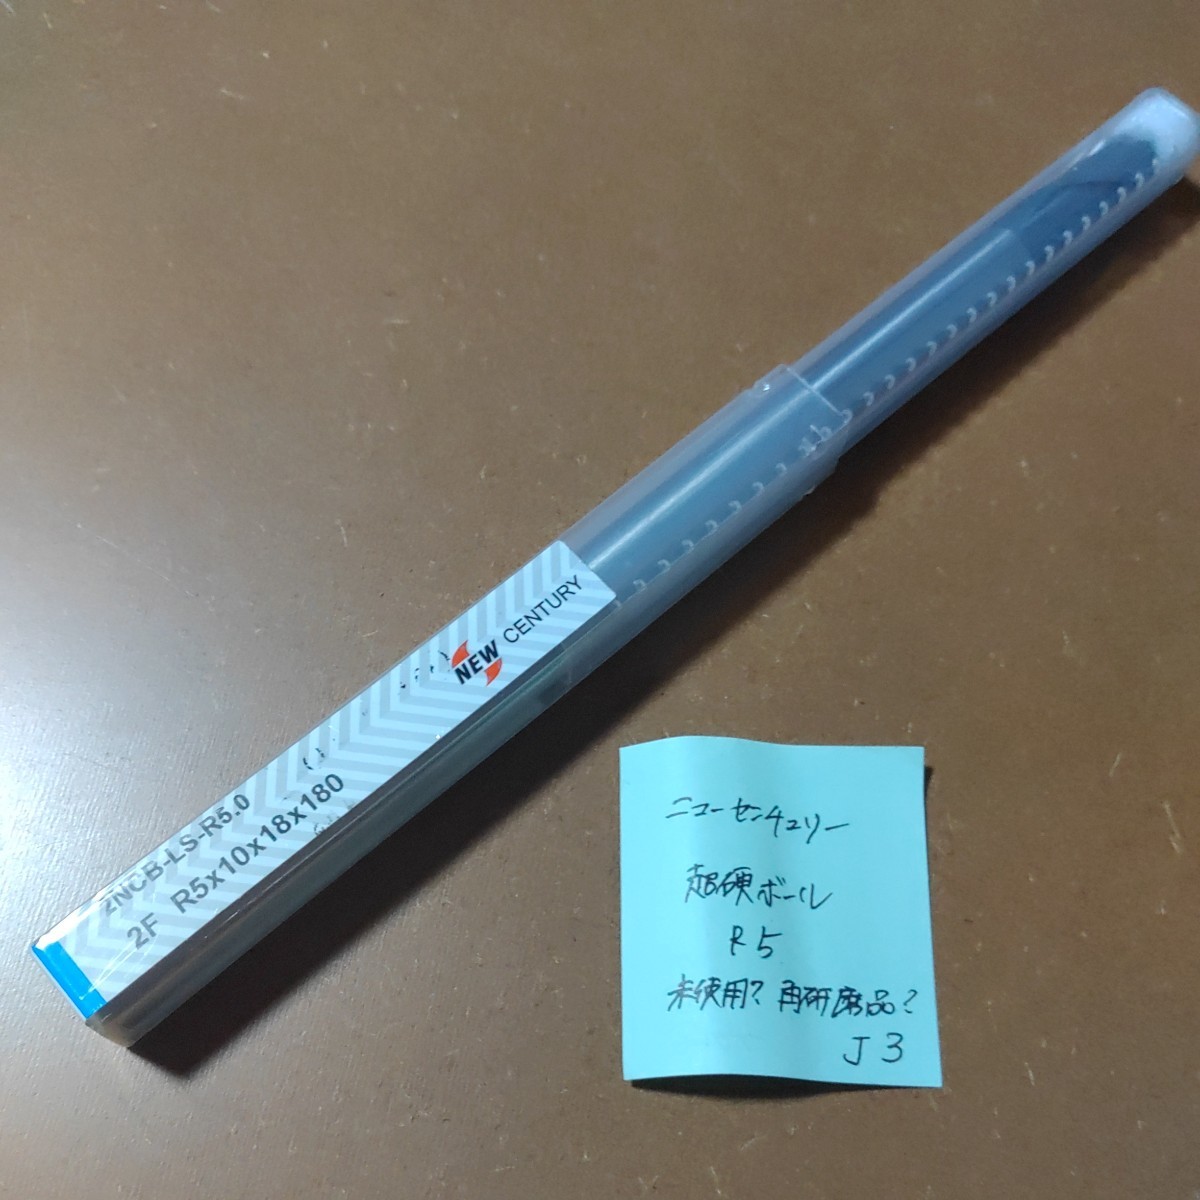 NEW CENTURY
2NCB-LS-R5.0
2F R5x10x18x180
ニューセンチュリー
超硬ボール
R5
未使用? 再研磨品?
J3